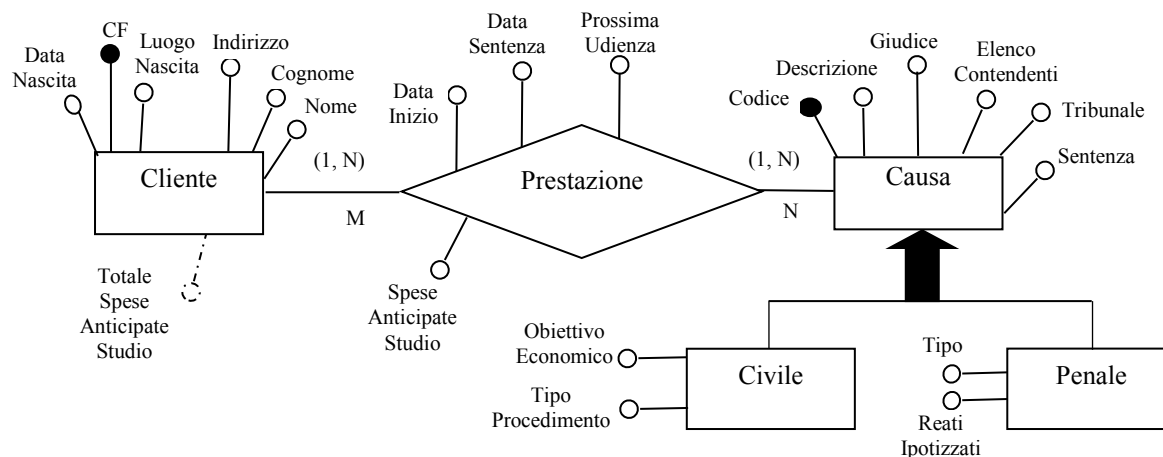 CF
Data
Nascita
Luogo
Nascita
Indirizzo
Cognome
Nome
Cliente
Totale
Spese
Anticipate
Studio
(1, N)
M
Data
Inizio
Data
Sentenza
Prossima
Udienza
Prestazione
Spese
Anticipate
Studio
(1, N)
N
Codice
Descrizione
Giudice
Elenco
Contendenti
Tribunale
Sentenza
Causa
Obiettivo
Economico
Tipo
Procedimento
Civile
Tipo
Reati
Ipotizzati
Penale